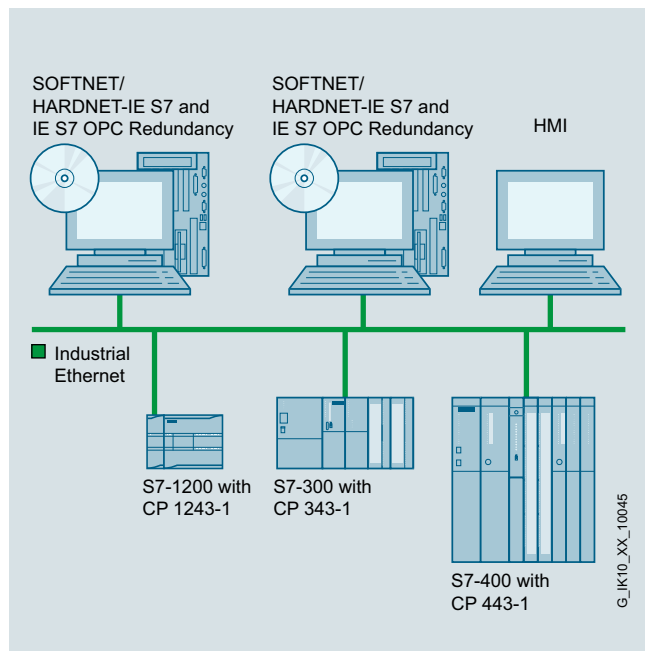 SOFTNET/
HARDNET-IE S7 and
IE S7 OPC Redundancy
SOFTNET/
HARDNET-IE S7 and
IE S7 OPC Redundancy
HMI
Industrial
Ethernet
S7-1200 with
CP 1243-1
S7-300 with
CP 343-1
S7-400 with
CP 443-1
G_IK10_XX_10045